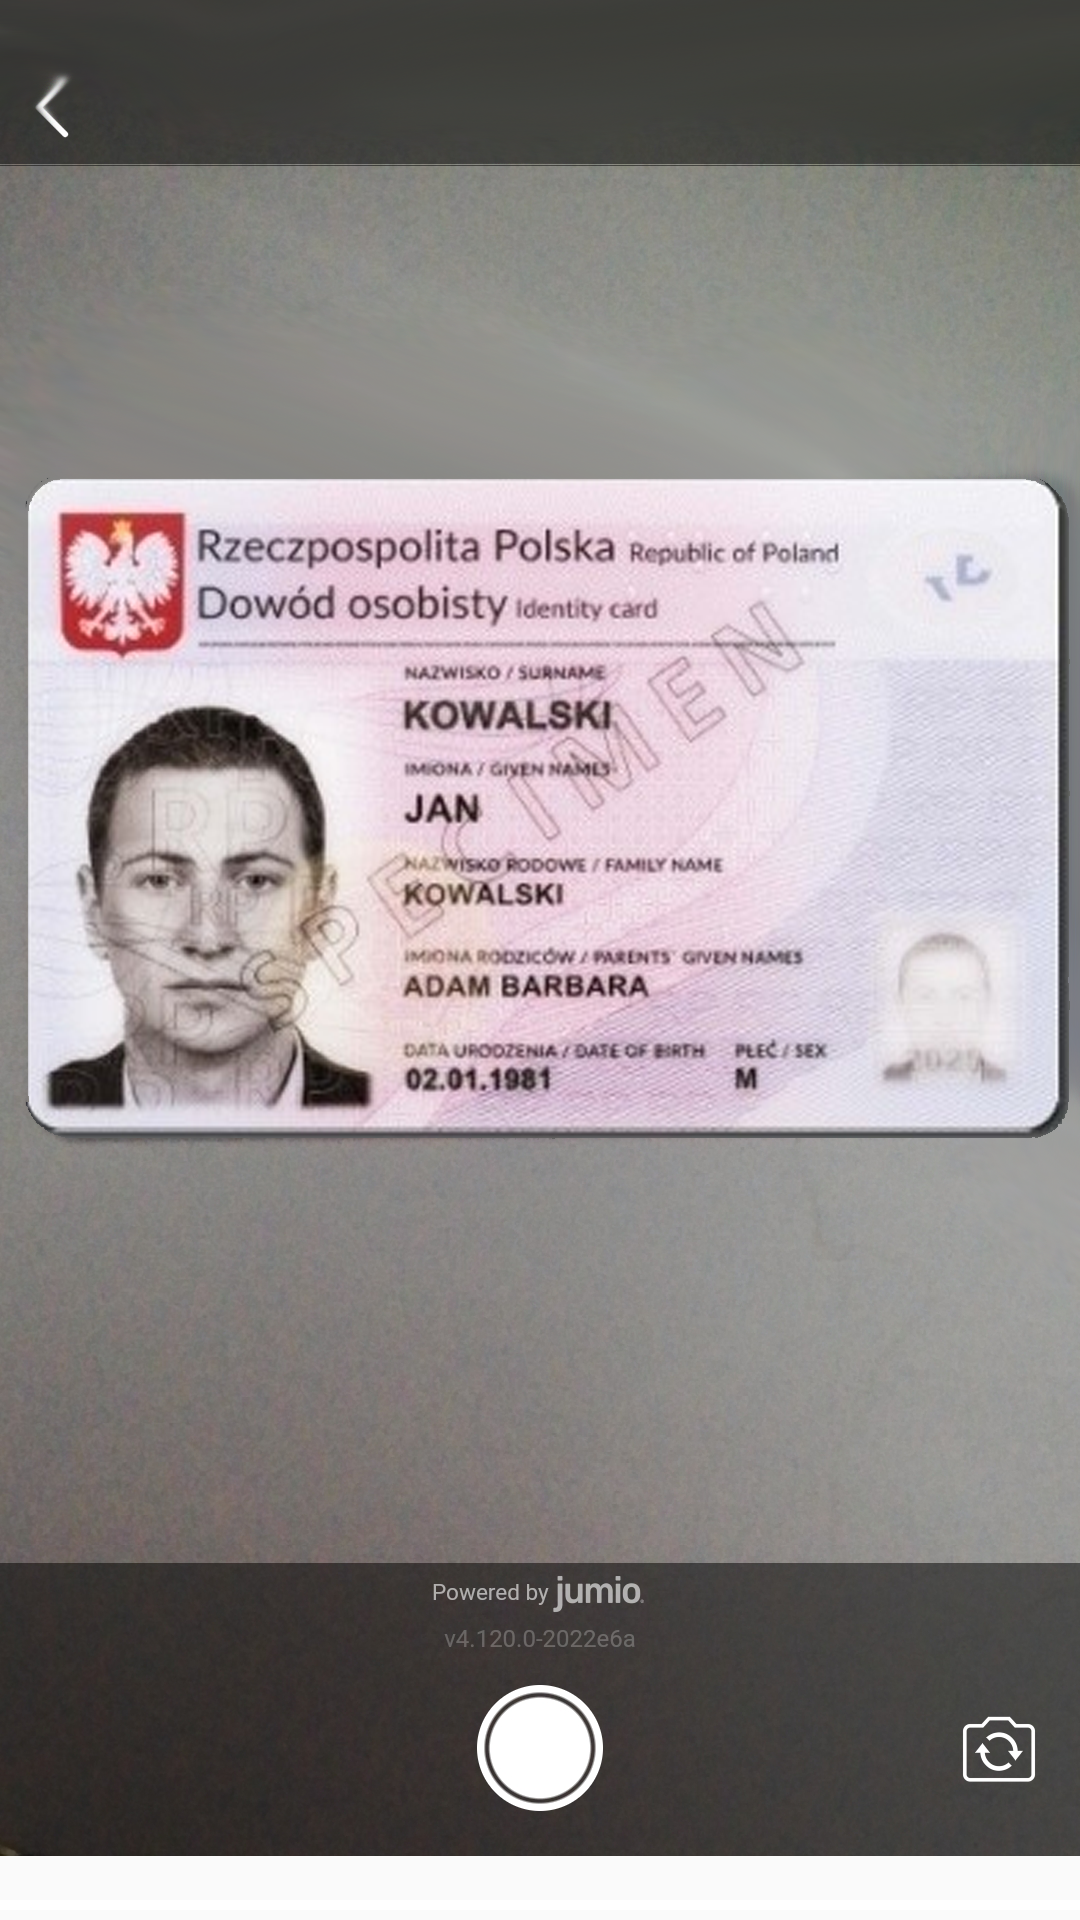 Rzeczpospolita Polska Republic of Poland
Dowód osobisty Identity card
NAZWISKO / SURNAME
KOWALSKI
IMIONA / GIVEN NAMES
JAN
NAZWISKO RODOWE / FAMILY NAME
KOWALSKI
IMIONA RODZICÓW / PARENTS' GIVEN NAMES
ADAM BARBARA
DATA URODZENIA / DATE OF BIRTH PŁEĆ / SEX
02.01.1981 M
SPECIMEN
Powered by jumio
v4.120.0-2022e6a